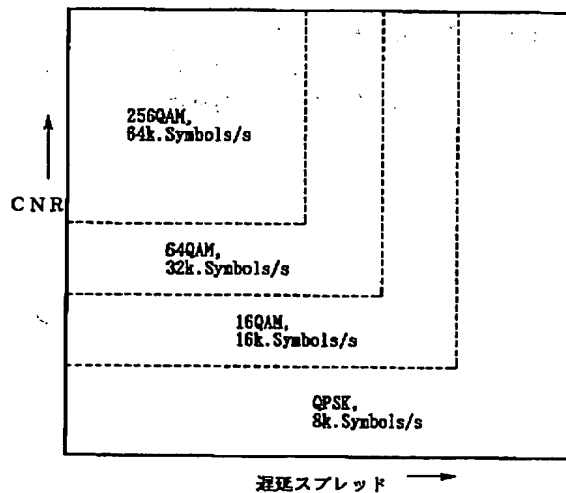 256QAM,
64k.Symbols/s
CNR
64QAM,
32k.Symbols/s
16QAM,
16k.Symbols/s
QPSK,
8k.Symbols/s
遅延スプレッド